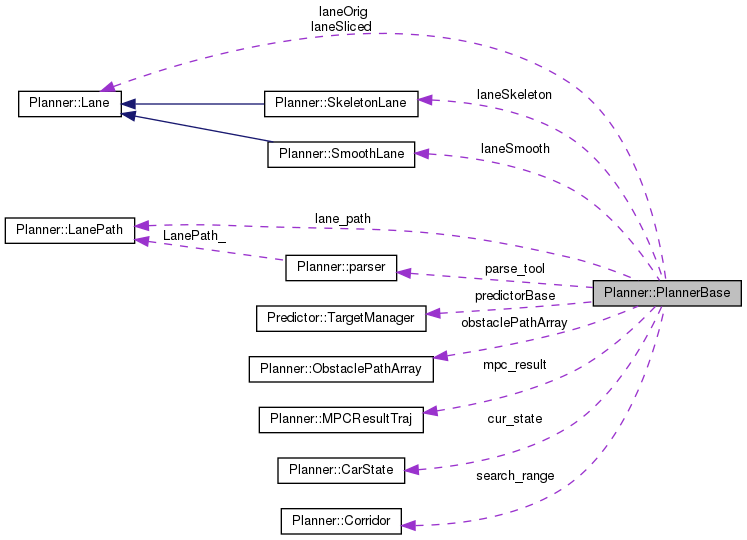 laneOrig
laneSliced
Planner::Lane
Planner::SkeletonLane
laneSkeleton
Planner::SmoothLane
laneSmooth
Planner::LanePath
lane_path
LanePath_
Planner::parser
parse_tool
Planner::PlannerBase
predictorBase
Predictor::TargetManager
obstaclePathArray
Planner::ObstaclePathArray
mpc_result
Planner::MPCResultTraj
cur_state
Planner::CarState
search_range
Planner::Corridor